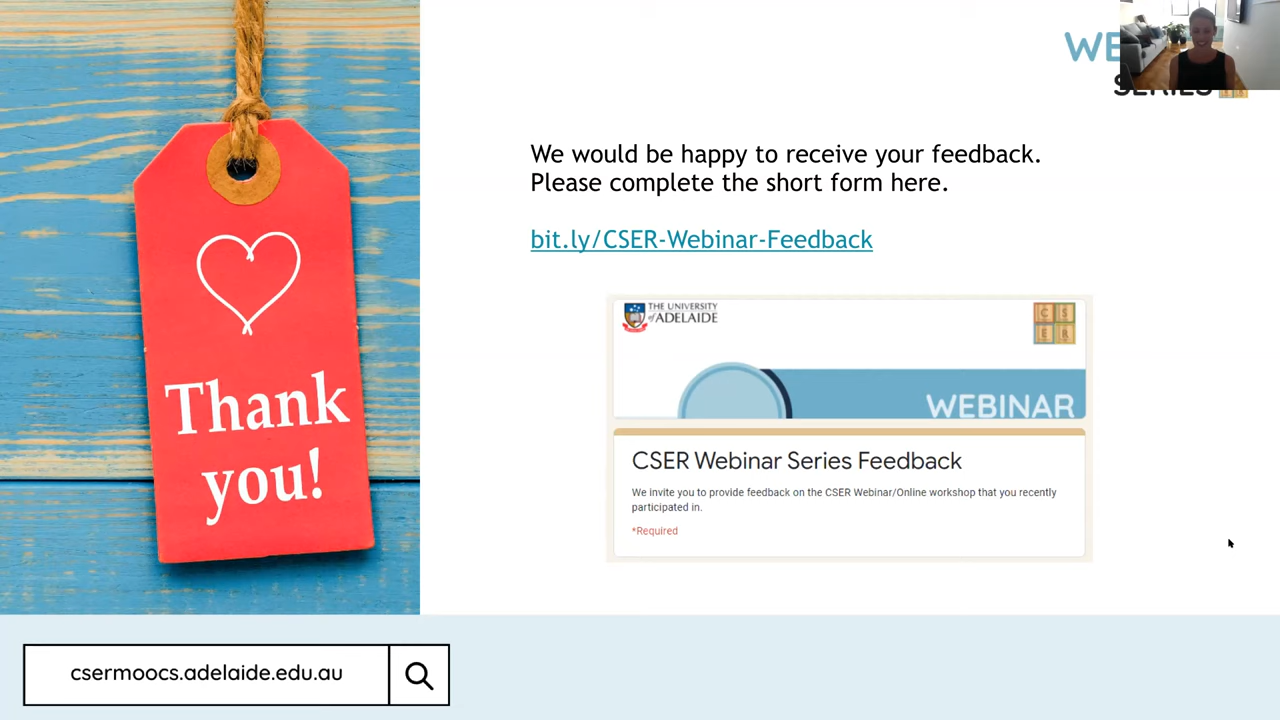 WE
SERIES
We would be happy to receive your feedback.
Please complete the short form here.
bit.ly/CSER-Webinar-Feedback
Thank
you!
THE UNIVERSITY
of ADELAIDE
C S
E R
WEBINAR
CSER Webinar Series Feedback
We invite you to provide feedback on the CSER Webinar/Online workshop that you recently
participated in.
*Required
csermoocs.adelaide.edu.au